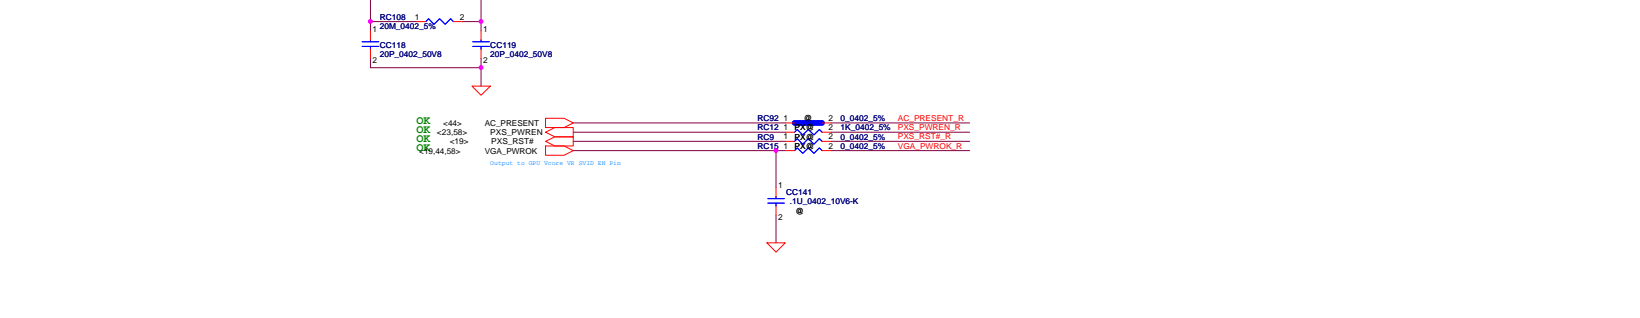 RC108 1 2
20M_0402_5%
1 1
CC118 CC119
20P_0402_50V8 20P_0402_50V8
2 2
OK <44> AC_PRESENT RC92 1 @ 2 0_0402_5% AC_PRESENT_R
OK <23,58> PXS_PWREN RC12 1 PX@ 2 1K_0402_5% PXS_PWREN_R
OK <19> PXS_RST# RC9 1 PX@ 2 0_0402_5% PXS_RST#_R
OK <19,44,58> VGA_PWROK RC15 1 PX@ 2 0_0402_5% VGA_PWROK_R
Output to GPU Vcore VR SVID EN Pin
1
CC141
.1U_0402_10V6-K
@
2